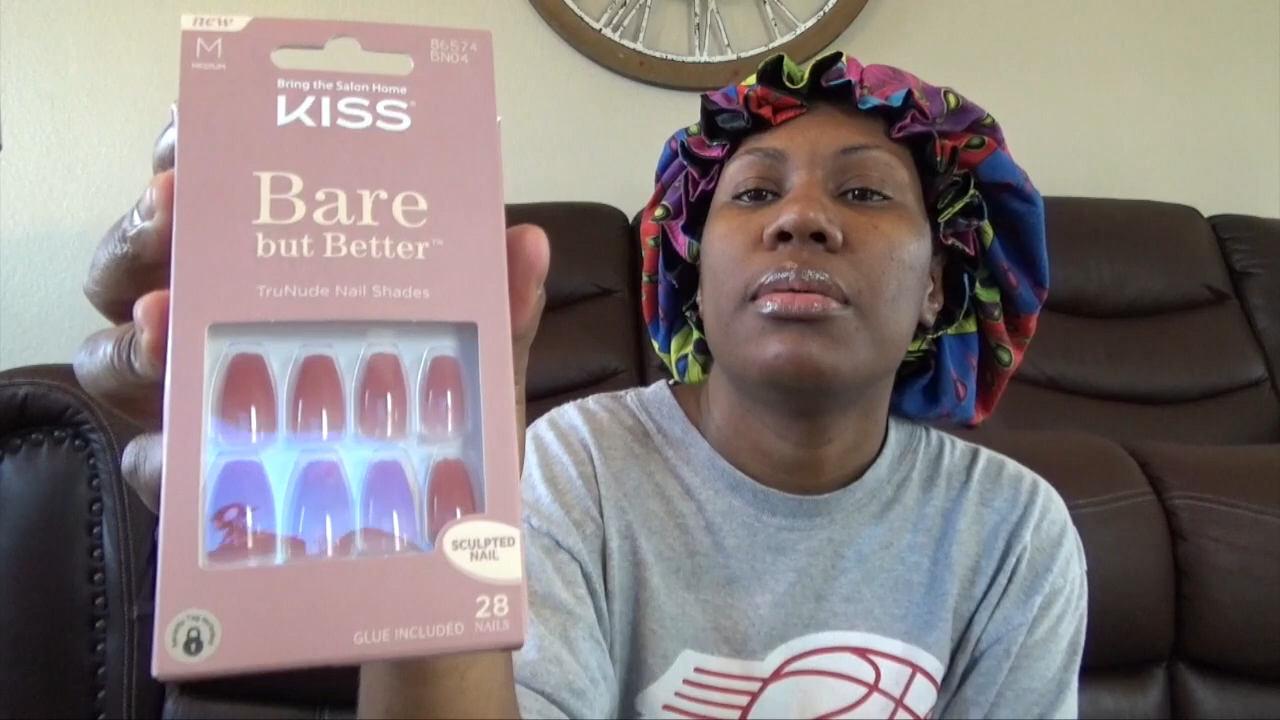 new
M
MEDIUM
86574
BN04
Bring the Salon Home
KISS
Bare
but Better™
TruNude Nail Shades
SCULPTED
NAIL
28
NAILS
GLUE INCLUDED